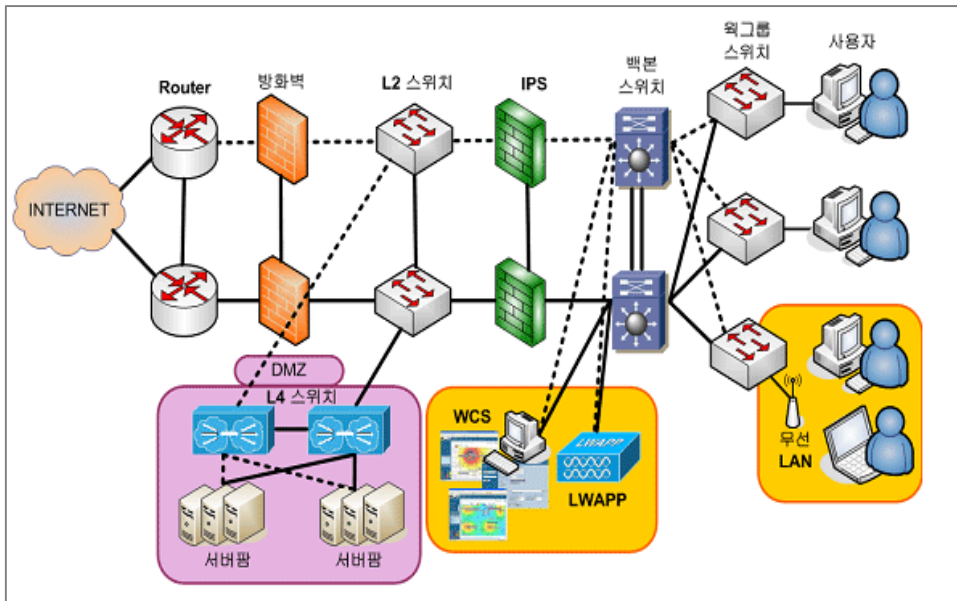 Router
방화벽
L2 스위치
IPS
백본
스위치
워크그룹
스위치
사용자
INTERNET
DMZ
L4 스위치
서버팜
서버팜
WCS
LWAPP
LWAPP
무선
LAN